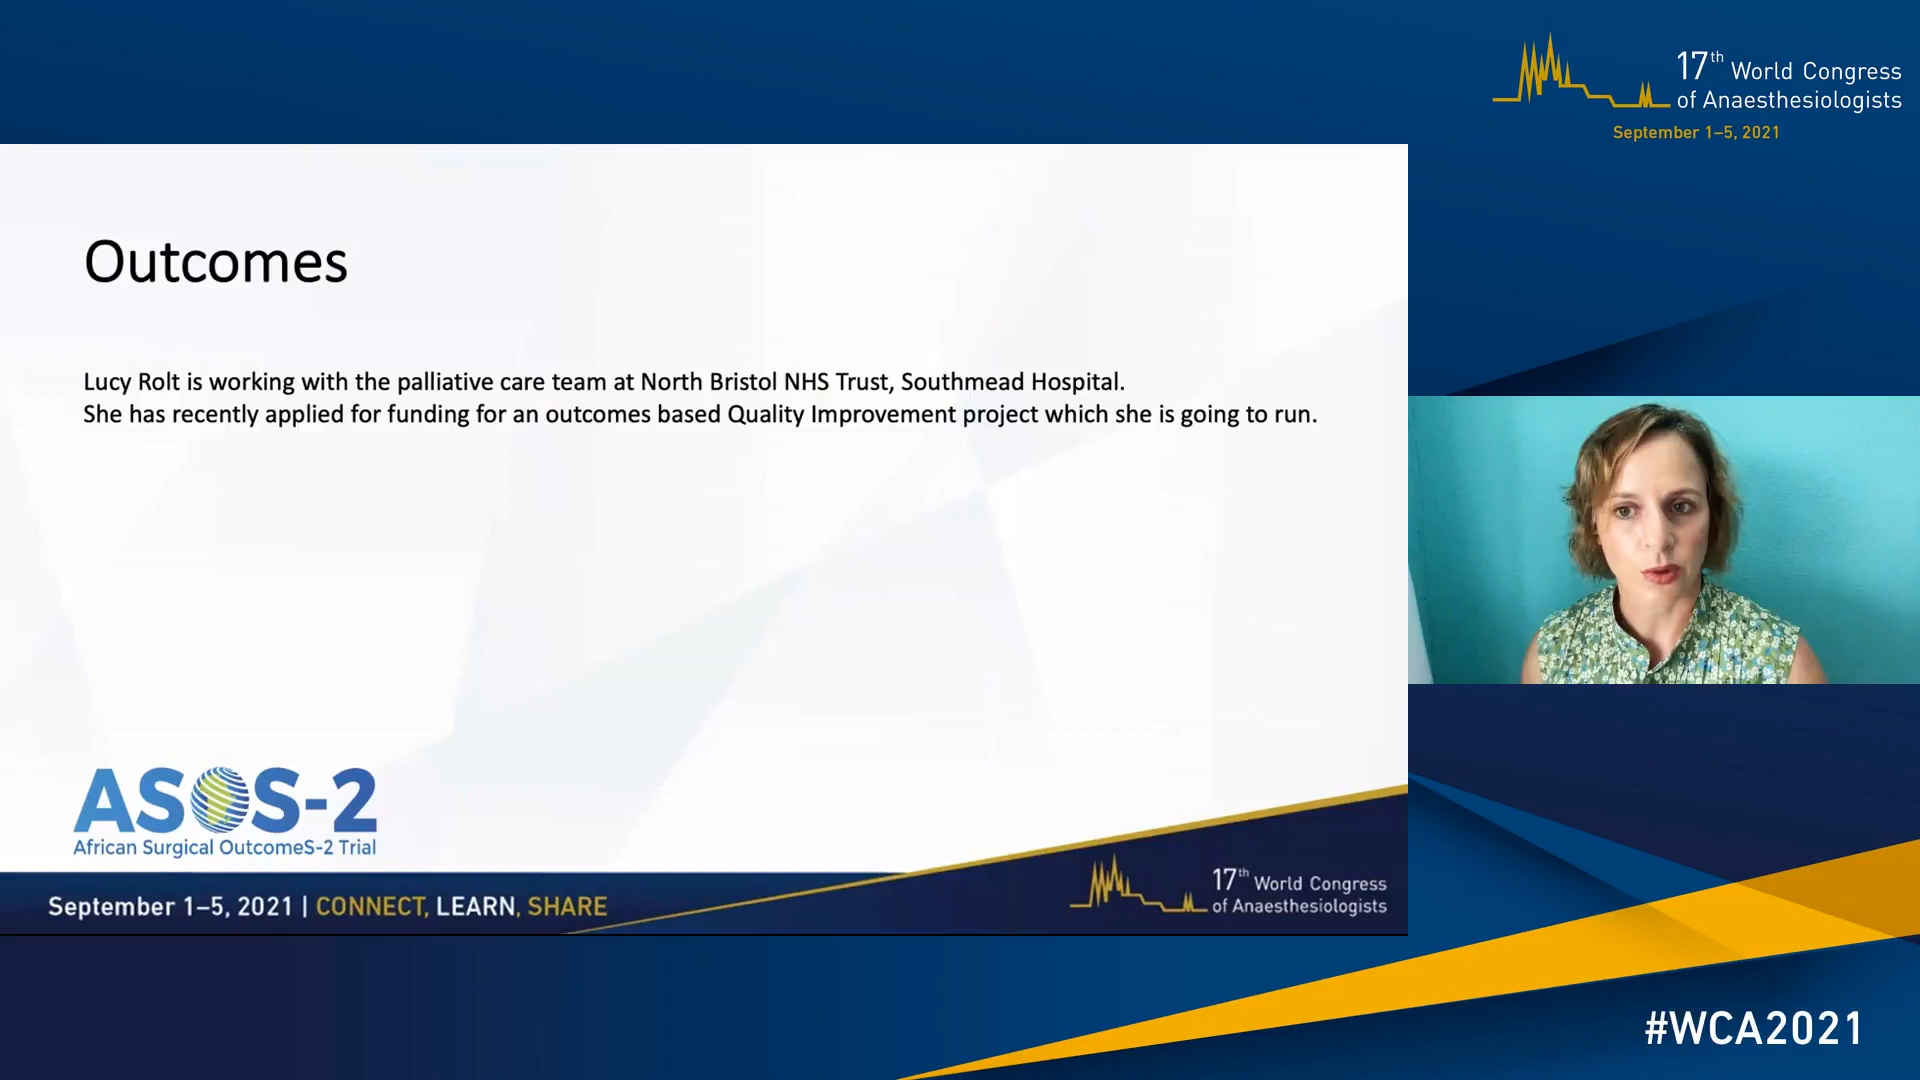 17th World Congress
of Anaesthesiologists
September 1–5, 2021
Outcomes
Lucy Rolt is working with the palliative care team at North Bristol NHS Trust, Southmead Hospital.
She has recently applied for funding for an outcomes based Quality Improvement project which she is going to run.
ASOS-2
African Surgical OutcomeS-2 Trial
September 1–5, 2021 | CONNECT, LEARN, SHARE
17th World Congress
of Anaesthesiologists
#WCA2021